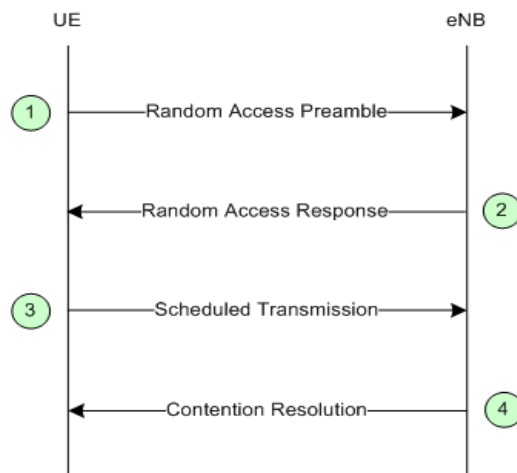 UE eNB
1 Random Access Preamble
Random Access Response 2
3 Scheduled Transmission
Contention Resolution 4